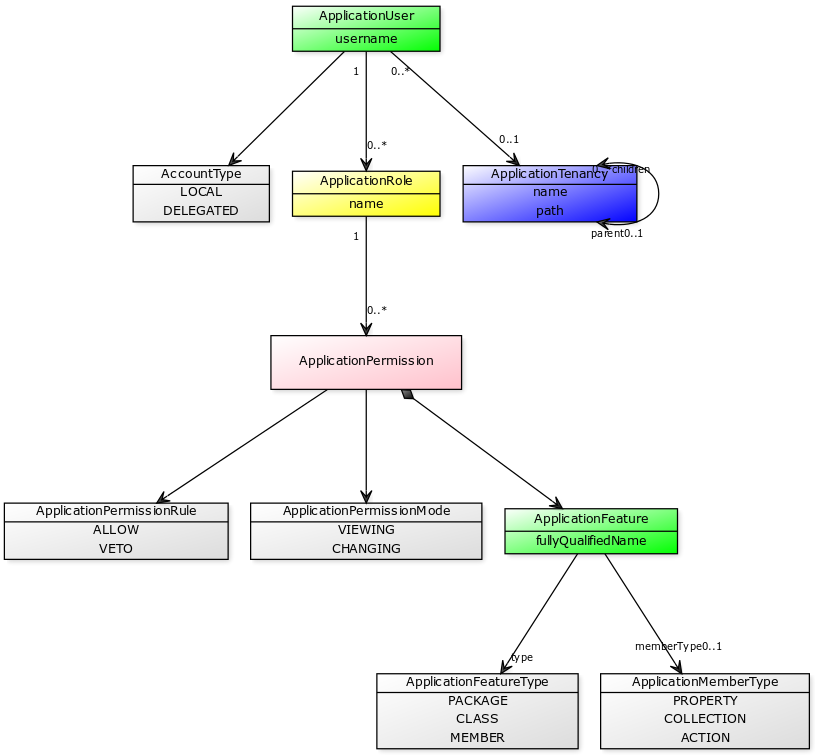 ApplicationUser
username
1
0..*
0..*
0..1
AccountType
LOCAL
DELEGATED
ApplicationRole
name
ApplicationTenancy
name
path
children
parent0..1
1
0..*
ApplicationPermission
ApplicationPermissionRule
ALLOW
VETO
ApplicationPermissionMode
VIEWING
CHANGING
ApplicationFeature
fullyQualifiedName
type
memberType0..1
ApplicationFeatureType
PACKAGE
CLASS
MEMBER
ApplicationMemberType
PROPERTY
COLLECTION
ACTION